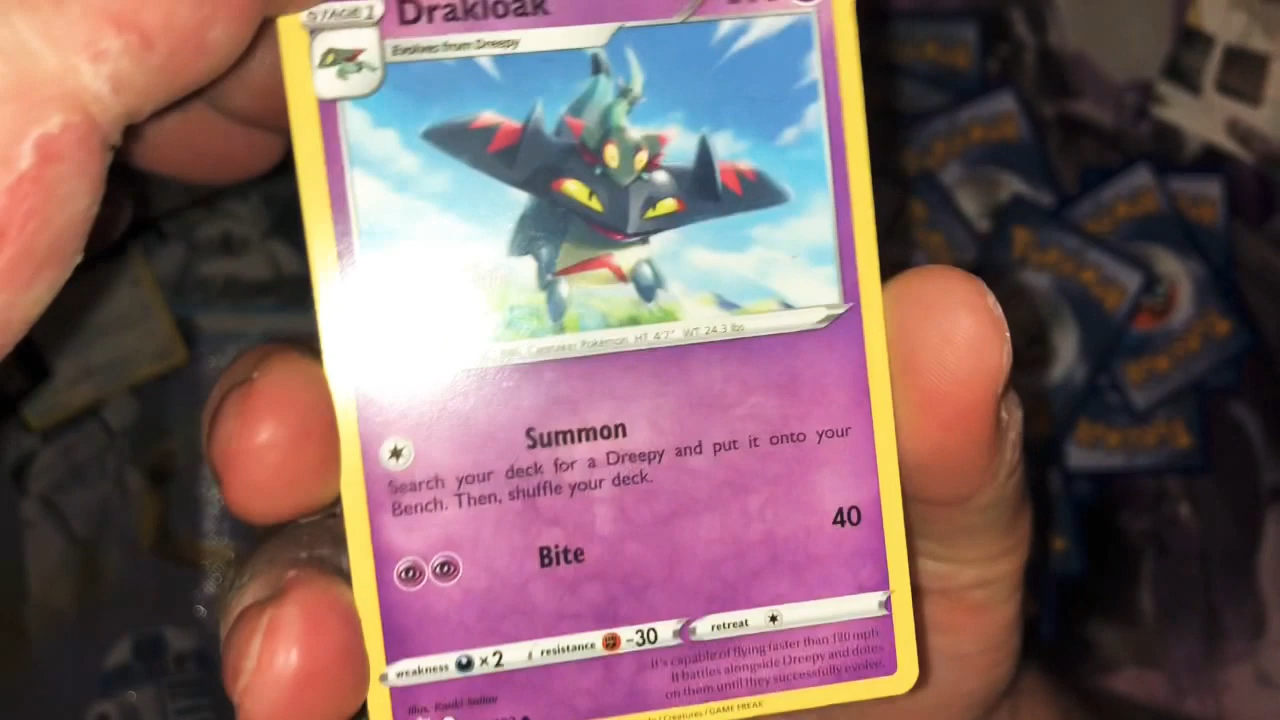 Drakloak
Evolves from Dreepy
Caretaker Pokémon HT 4'7" WT 24.3 lbs
Summon
Search your deck for a Dreepy and put it onto your
Bench. Then, shuffle your deck.
Bite 40
weakness ×2 resistance -30 retreat
It's capable of flying faster than 120 mph.
It battles alongside Dreepy and dotes
on them until they successfully evolve.
Illus.
/ Creatures / GAME FREAK